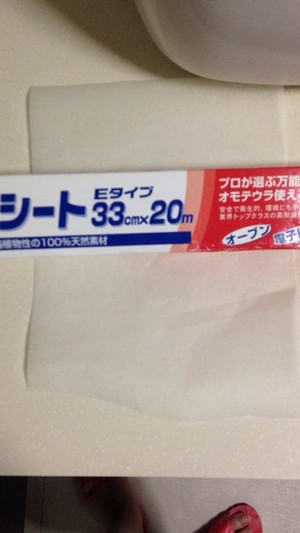 シート
Eタイプ
33cm×20m
植物性の100%天然素材
プロが選ぶ万能
オモテウラ使え
安全で衛生的、環境にも
業界トップクラスの高耐
オーブン
電子